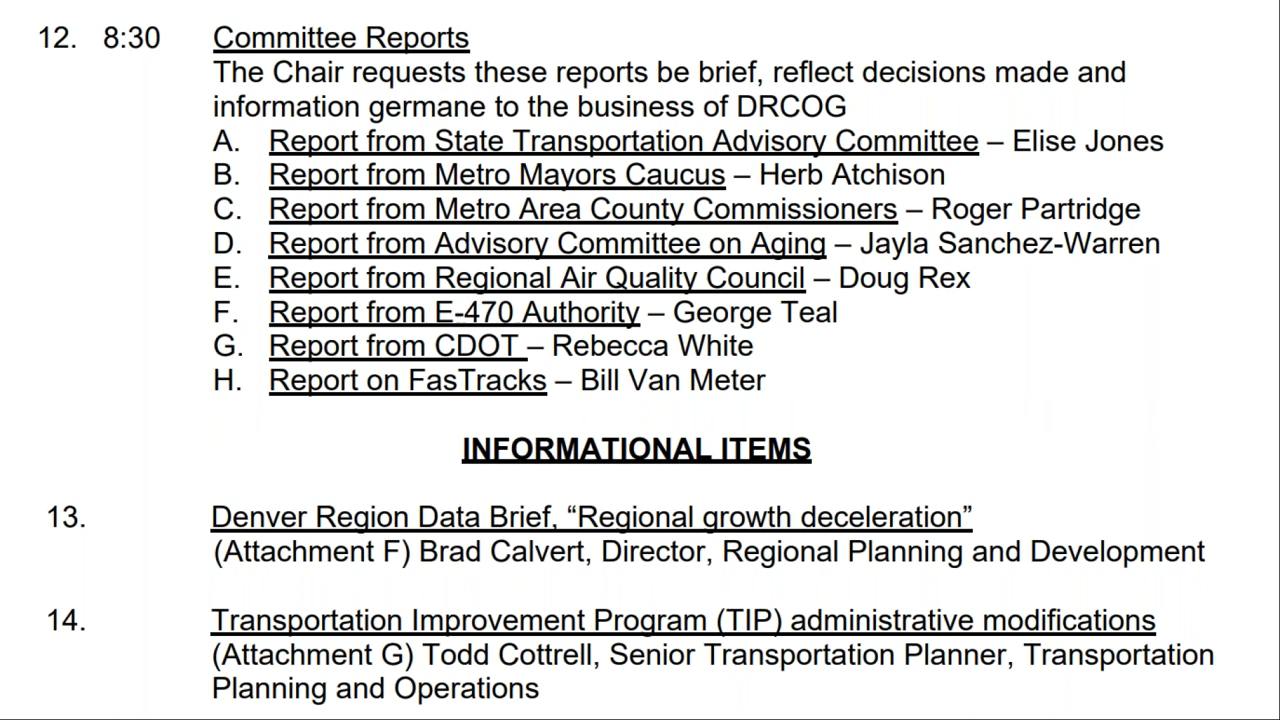 12. 8:30 Committee Reports
The Chair requests these reports be brief, reflect decisions made and
information germane to the business of DRCOG
A. Report from State Transportation Advisory Committee – Elise Jones
B. Report from Metro Mayors Caucus – Herb Atchison
C. Report from Metro Area County Commissioners – Roger Partridge
D. Report from Advisory Committee on Aging – Jayla Sanchez-Warren
E. Report from Regional Air Quality Council – Doug Rex
F. Report from E-470 Authority – George Teal
G. Report from CDOT – Rebecca White
H. Report on FasTracks – Bill Van Meter
INFORMATIONAL ITEMS
13. Denver Region Data Brief, “Regional growth deceleration”
(Attachment F) Brad Calvert, Director, Regional Planning and Development
14. Transportation Improvement Program (TIP) administrative modifications
(Attachment G) Todd Cottrell, Senior Transportation Planner, Transportation
Planning and Operations